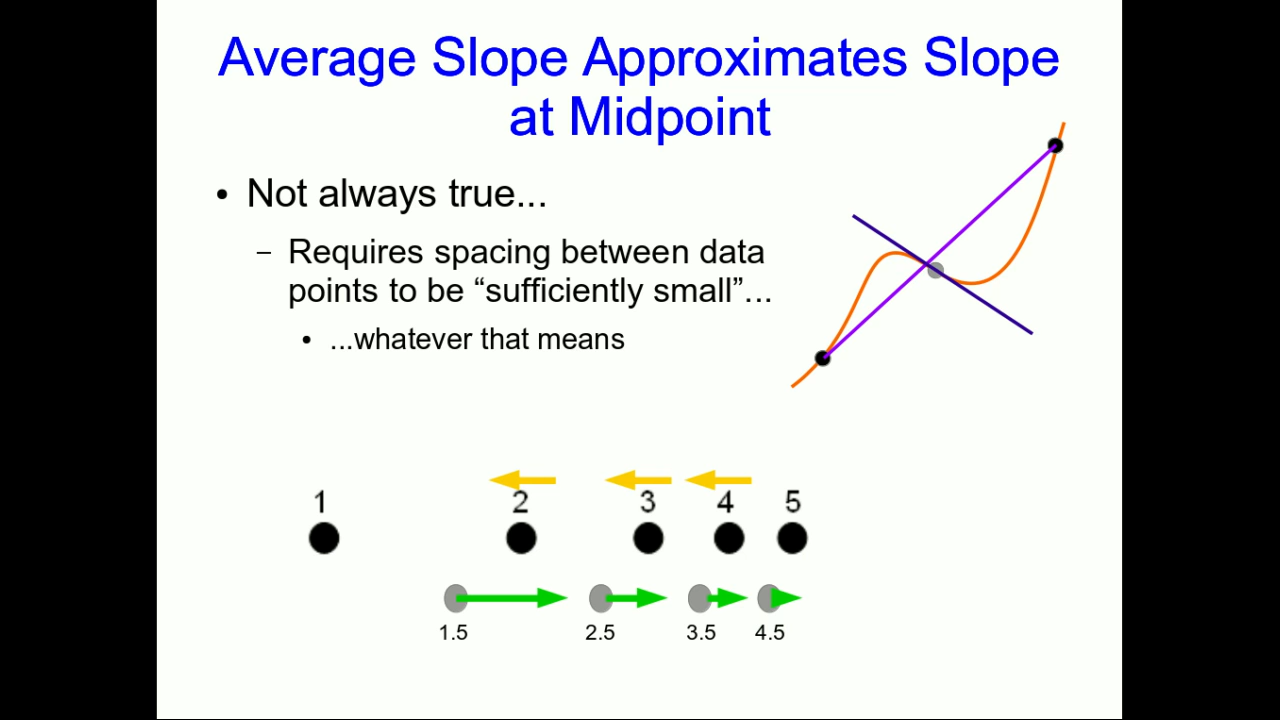 Average Slope Approximates Slope
at Midpoint
• Not always true...
– Requires spacing between data
points to be “sufficiently small”...
• ...whatever that means
1 2 3 4 5
1.5 2.5 3.5 4.5